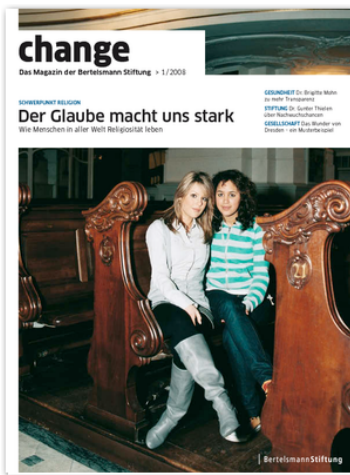 change
Das Magazin der Bertelsmann Stiftung > 1/2008
SCHWERPUNKT RELIGION
Der Glaube macht uns stark
Wie Menschen in aller Welt Religiosität leben
GESUNDHEIT Dr. Brigitte Mohn
zu mehr Transparenz
STIFTUNG Dr. Gunter Thielen
über Nachwuchschancen
GESELLSCHAFT Das Wunder von
Dresden – ein Musterbeispiel
21
BertelsmannStiftung